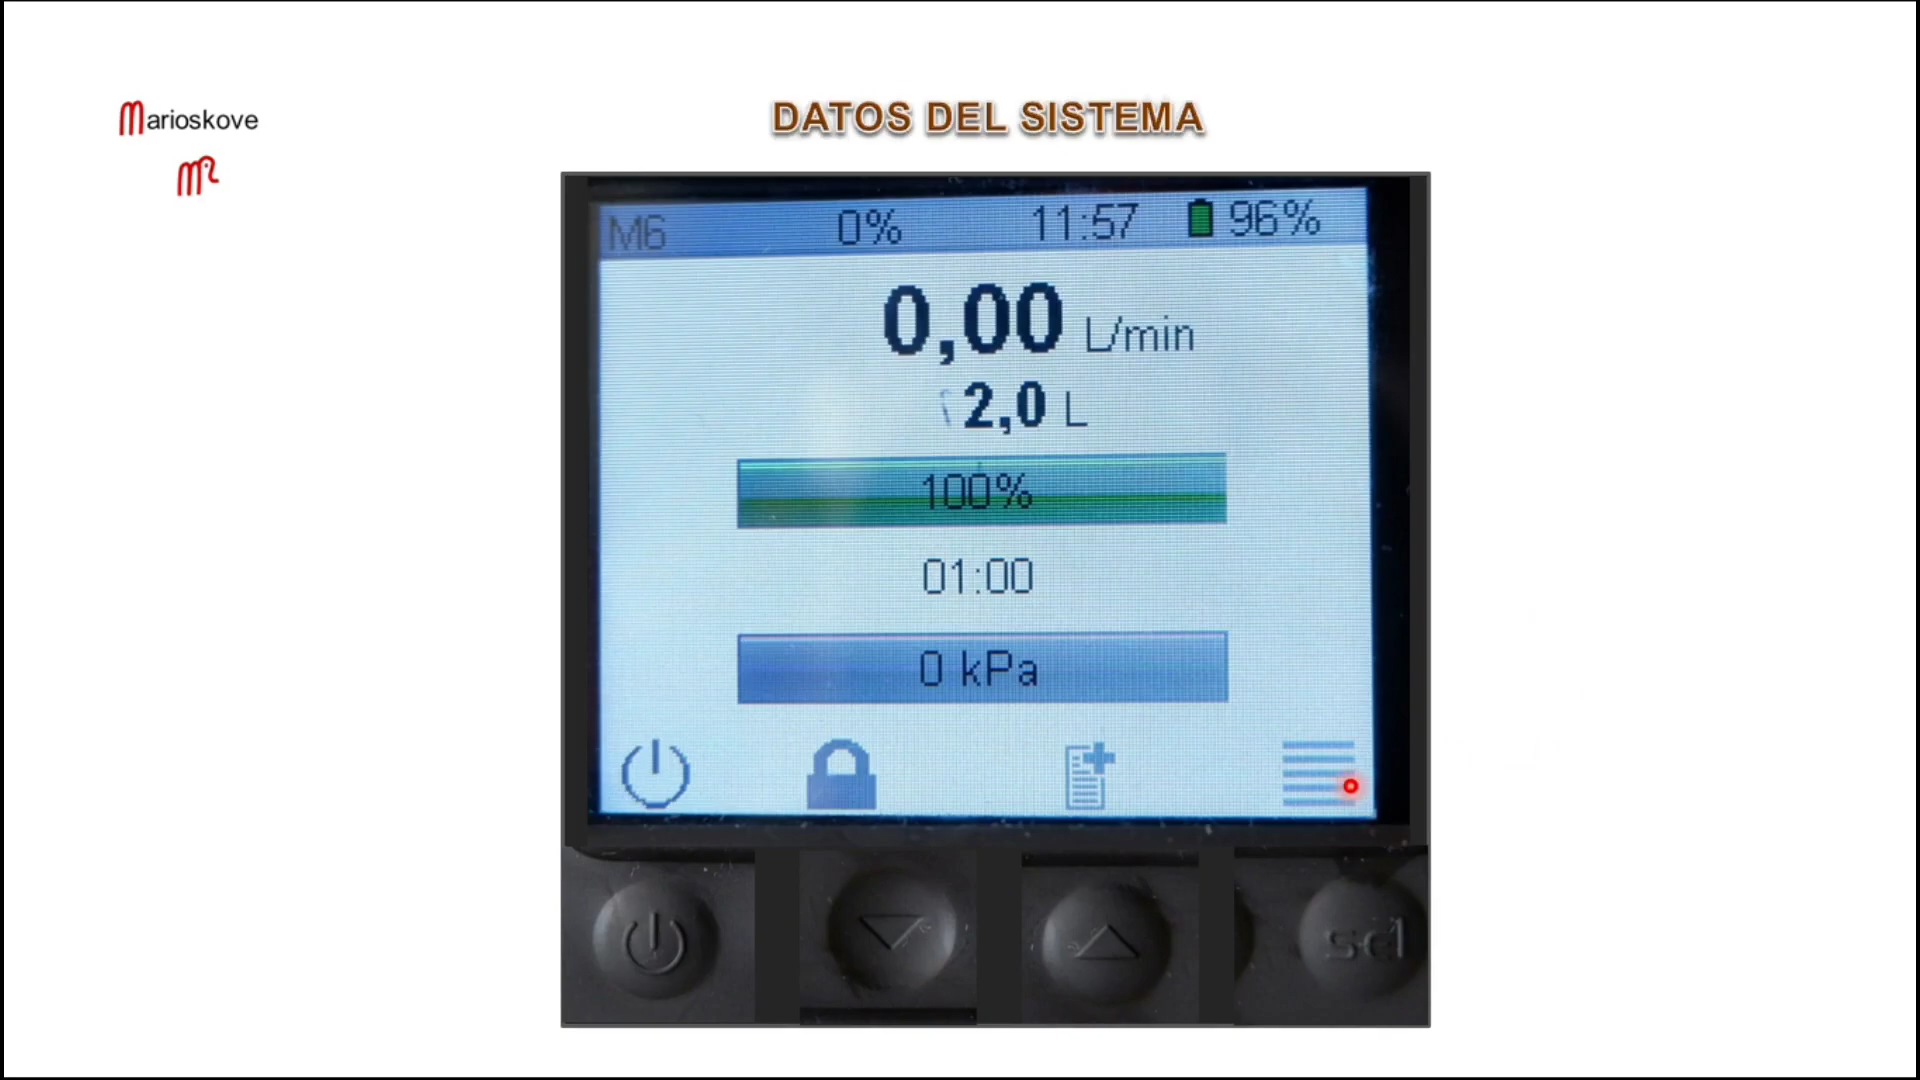 Marioskove
DATOS DEL SISTEMA
M6 0% 11:57 96%
0,00 L/min
2,0 L
100%
01:00
0 kPa